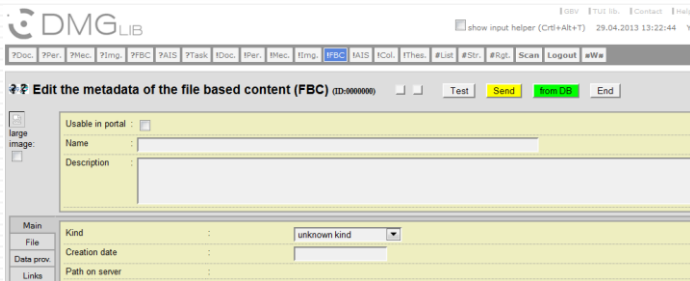 GBV TUI lib. Contact Help
DMGLIB
show input helper (Crtl+Alt+T) 29.04.2013 13:22:44
?Doc. ?Per. ?Mec. ?Img. ?FBC ?AIS ?Task !Doc. !Per. !Mec. !Img. !FBC !AIS !Col. !Thes. #List #Str. #Rgt. Scan Logout «W»
? ? Edit the metadata of the file based content (FBC) (ID:0000000) Test Send from DB End
large
image:
Usable in portal :
Name :
Description :
Main
File
Data prov.
Links
Kind : unknown kind
Creation date :
Path on server :